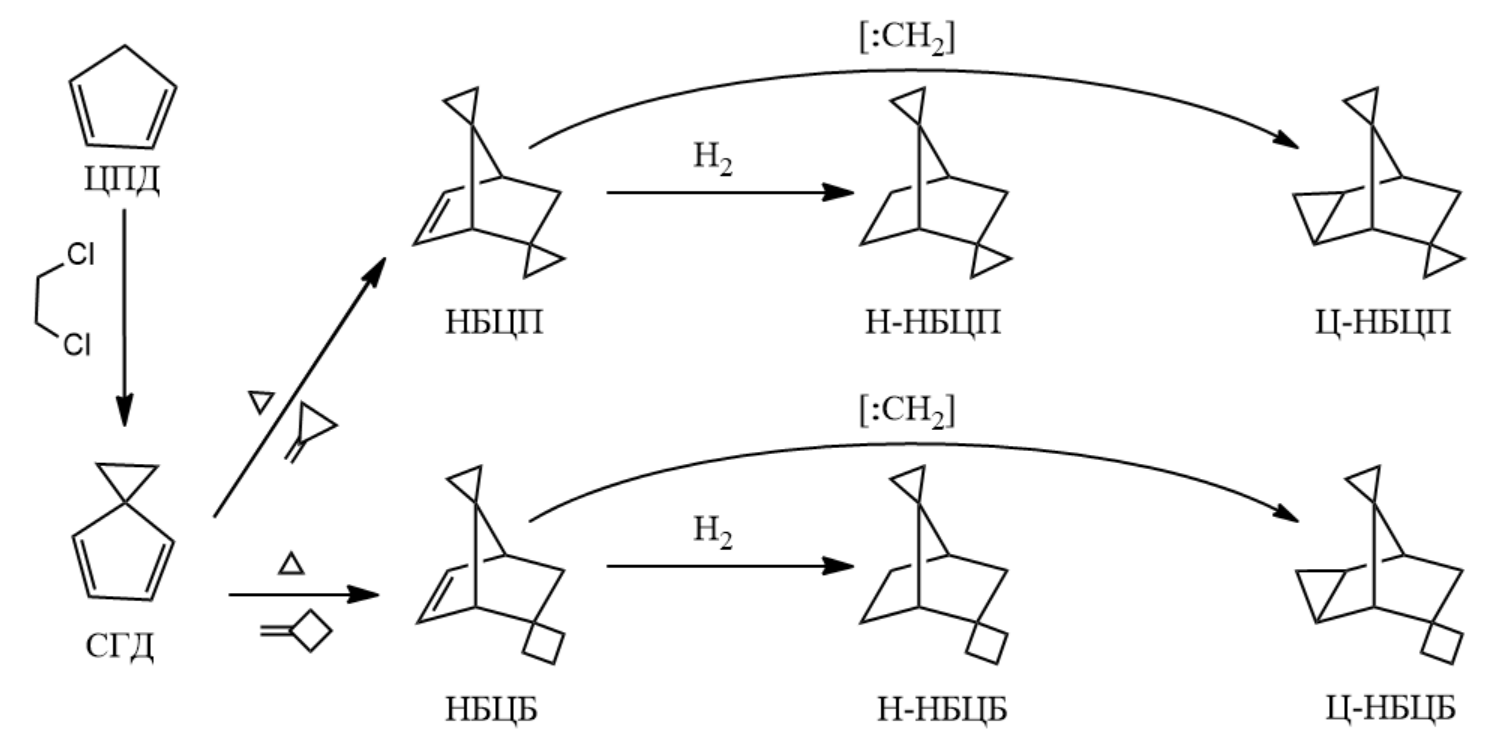 [:CH2]
ЦПД
H2
Cl
Cl
НБЦП
Н-НБЦП
Ц-НБЦП
[:CH2]
H2
СГД
НБЦБ
Н-НБЦБ
Ц-НБЦБ